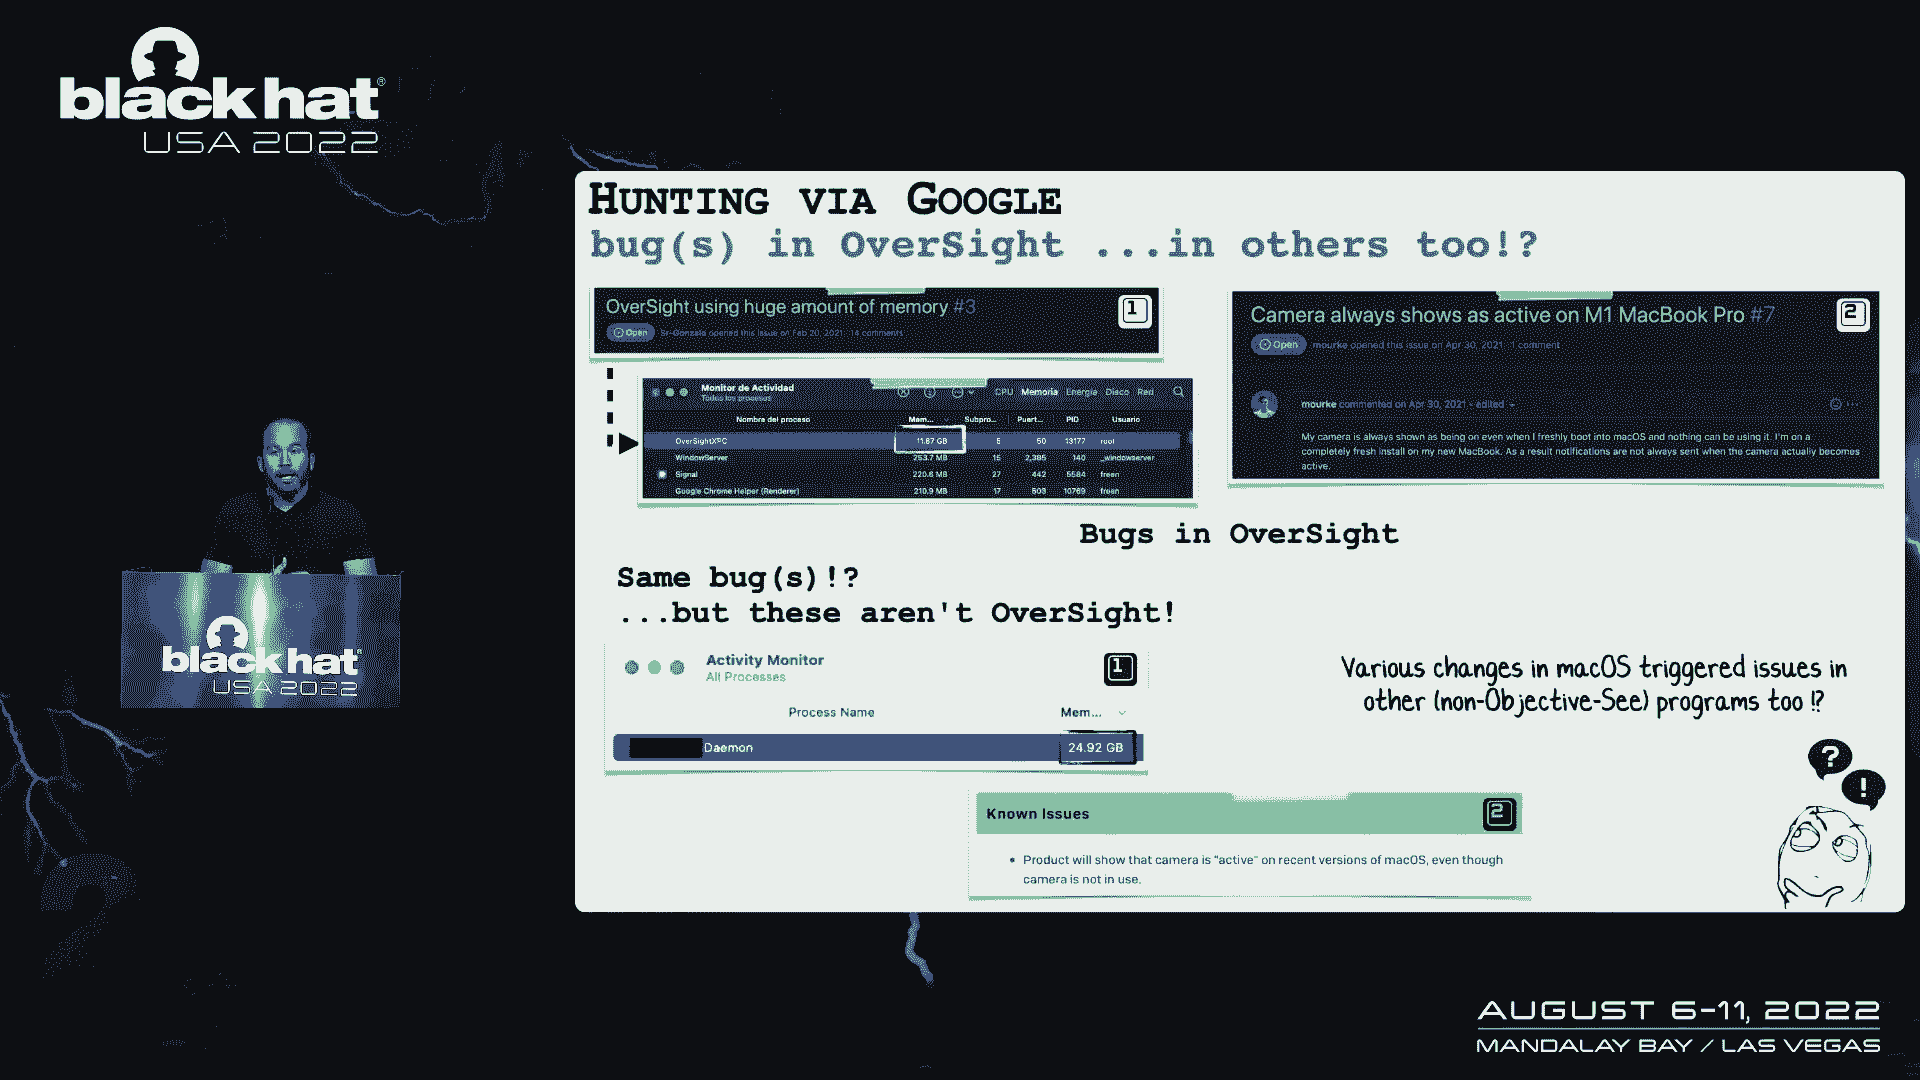 black hat®
USA 2022
HUNTING VIA GOOGLE
bug(s) in OverSight ...in others too!?
OverSight using huge amount of memory #3
1
Open
Sr-Gonzalo opened this issue on Feb 20, 2021 · 14 comments
Monitor de Actividad
Todos los procesos
CPU Memoria Energía Disco Red
Nombre del proceso Mem... Subpro... Puert... PID Usuario
OverSightXPC 11.87 GB 5 50 13177 root
WindowServer 253.7 MB 15 2,385 140 _windowserver
Signal 220.6 MB 27 442 5584 freen
Google Chrome Helper (Renderer) 210.9 MB 17 503 10769 freen
Camera always shows as active on M1 MacBook Pro #7
2
Open
mourke opened this issue on Apr 30, 2021 · 1 comment
mourke commented on Apr 30, 2021 • edited
My camera is always shown as being on even when I freshly boot into macOS and nothing can be using it. I'm on a
completely fresh install on my new MacBook. As a result notifications are not always sent when the camera actually becomes
active.
Bugs in OverSight
Same bug(s)!?
...but these aren't OverSight!
Activity Monitor
All Processes
1
Process Name Mem...
Daemon 24.92 GB
Various changes in macOS triggered issues in
other (non-Objective-See) programs too !?
? !
Known Issues
2
• Product will show that camera is "active" on recent versions of macOS, even though
camera is not in use.
black hat
USA 2022
AUGUST 6-11, 2022
MANDALAY BAY / LAS VEGAS